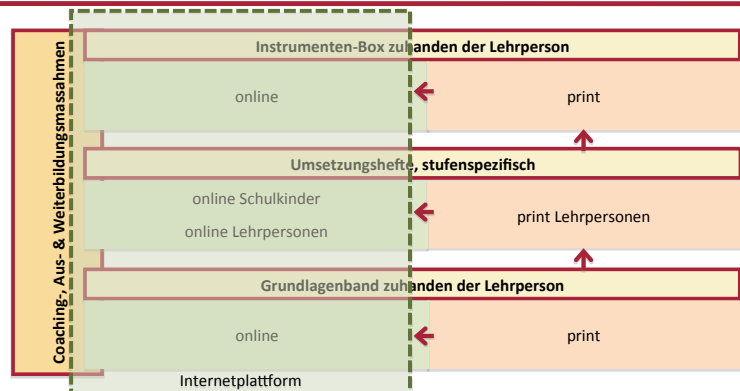 Coaching-, Aus- & Weiterbildungsmassahmen
Instrumenten-Box zuhanden der Lehrperson
online
print
Umsetzungshefte, stufenspezifisch
online Schulkinder
online Lehrpersonen
print Lehrpersonen
Grundlagenband zuhanden der Lehrperson
online
print
Internetplattform